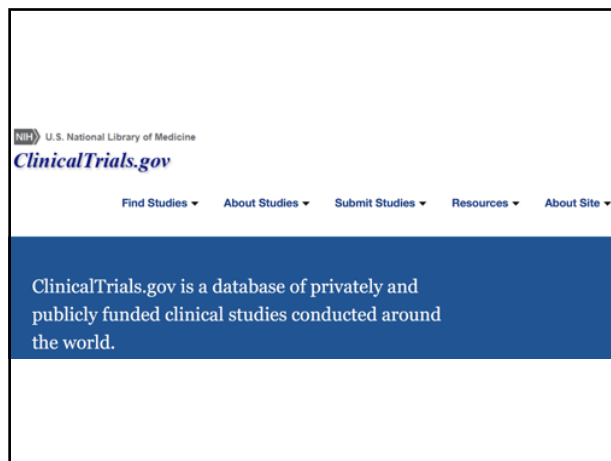 NIH U.S. National Library of Medicine
ClinicalTrials.gov
Find Studies About Studies Submit Studies Resources About Site
ClinicalTrials.gov is a database of privately and
publicly funded clinical studies conducted around
the world.